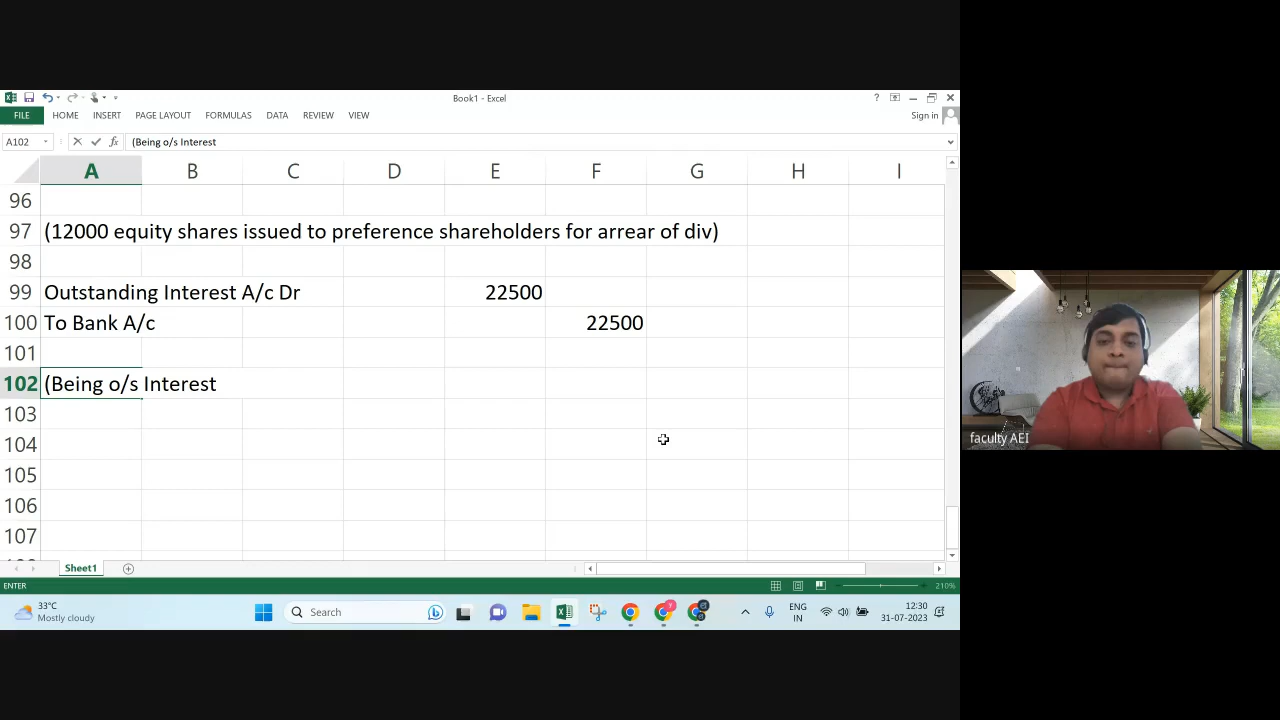 Book1 - Excel
?
FILE HOME INSERT PAGE LAYOUT FORMULAS DATA REVIEW VIEW
Sign in
A102 fx (Being o/s Interest
A B C D E F G H I
96
97 (12000 equity shares issued to preference shareholders for arrear of div)
98
99 Outstanding Interest A/c Dr 22500
100 To Bank A/c 22500
101
102 (Being o/s Interest
103
104
105
106
107
faculty AEI
Sheet1
ENTER 210%
33°C
Mostly cloudy
Search
ENG
IN
12:30
31-07-2023